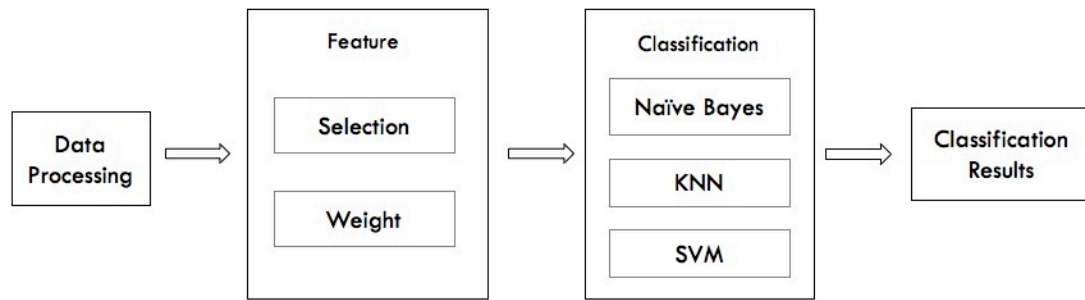 Data
Processing
Feature
Selection
Weight
Classification
Naïve Bayes
KNN
SVM
Classification
Results